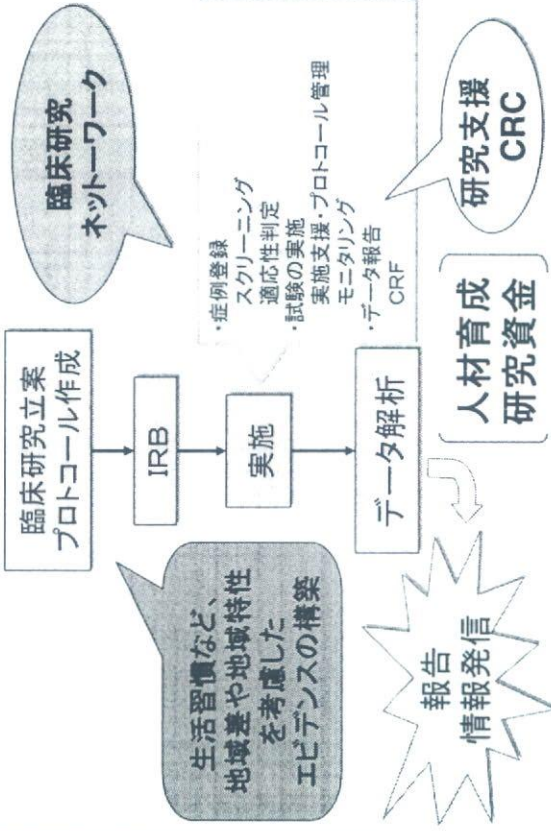 臨床研究立案
プロトコール作成
IRB
実施
データ解析
臨床研究
ネットーワーク
生活習慣など、
地域差や地域特性
を考慮した
エビデンスの構築
・症例登録
スクリーニング
適応性判定
・試験の実施
実施支援・プロトコール管理
モニタリング
・データ報告
CRF
研究支援
CRC
人材育成
研究資金
報告
情報発信